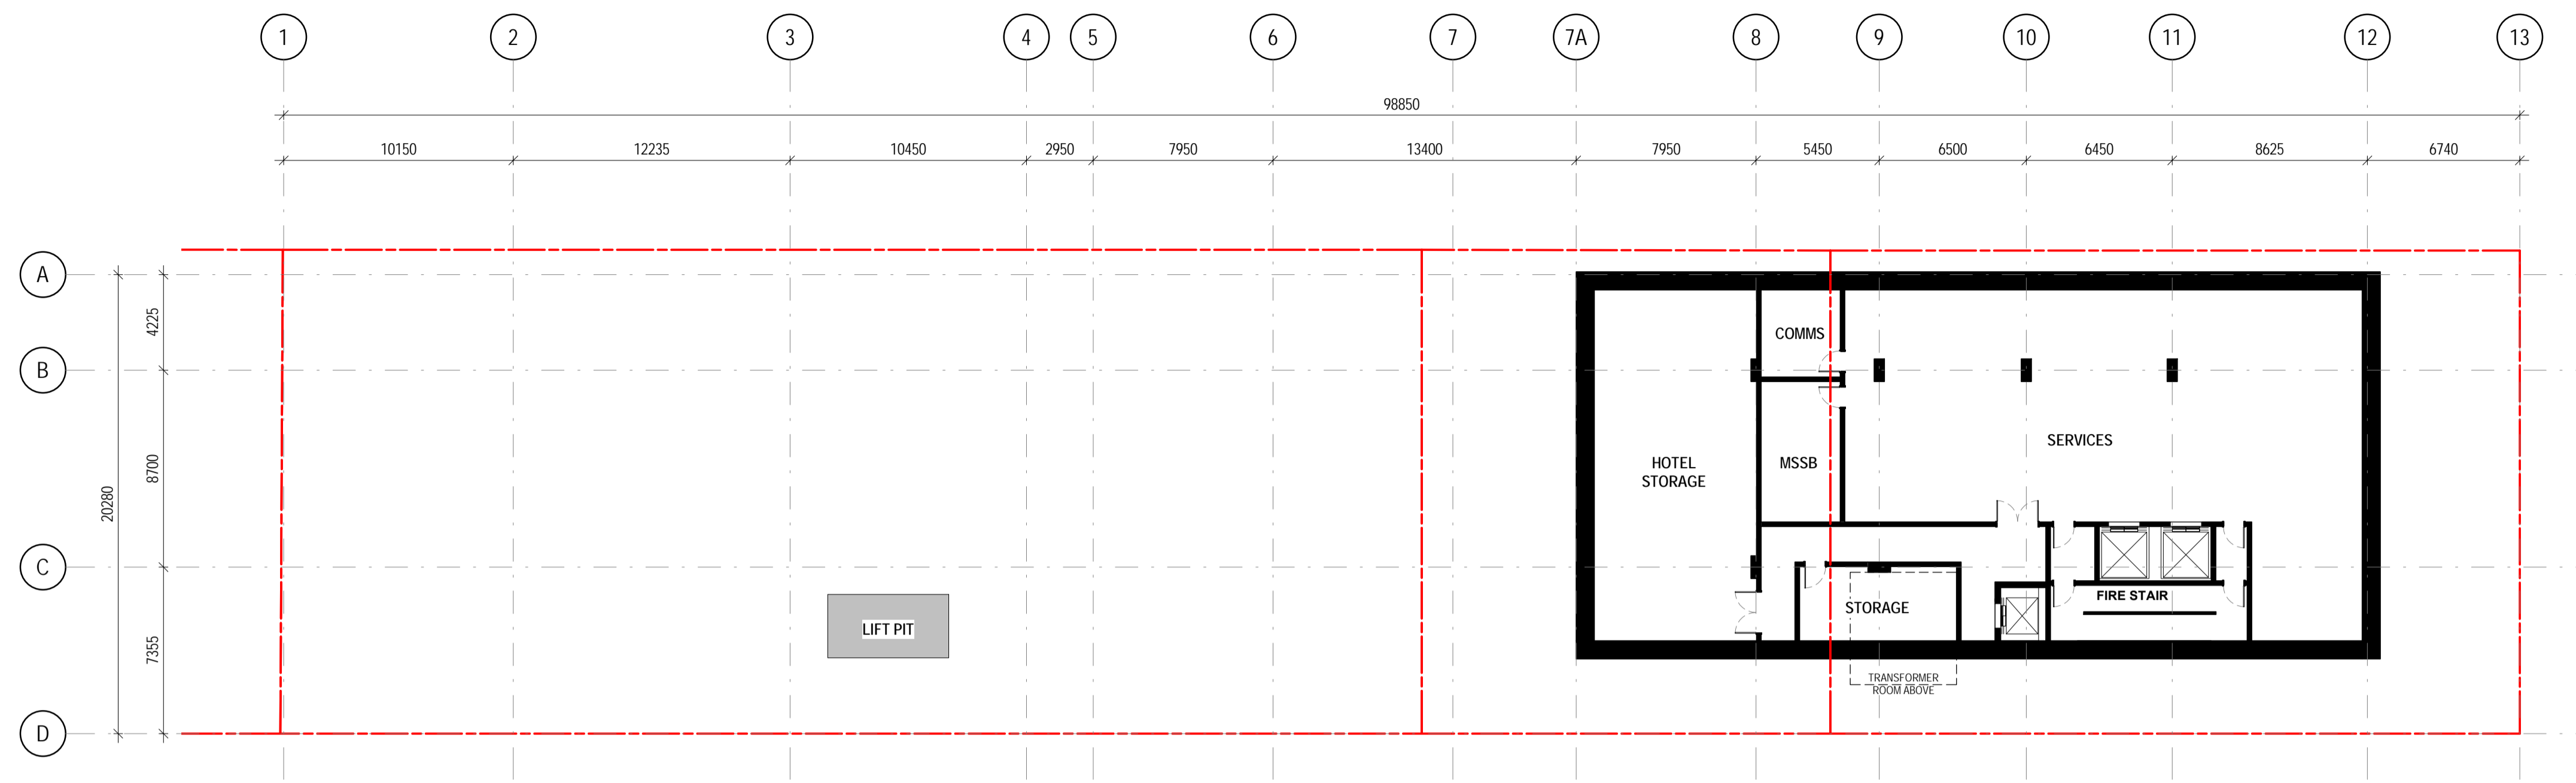 1 2 3 4 5 6 7 7A 8 9 10 11 12 13
98850
10150 12235 10450 2950 7950 13400 7950 5450 6500 6450 8625 6740
A
4225
COMMS
B
SERVICES
HOTEL
STORAGE
MSSB
8700
20280
C
FIRE STAIR
STORAGE
LIFT PIT
7355
TRANSFORMER
ROOM ABOVE
D